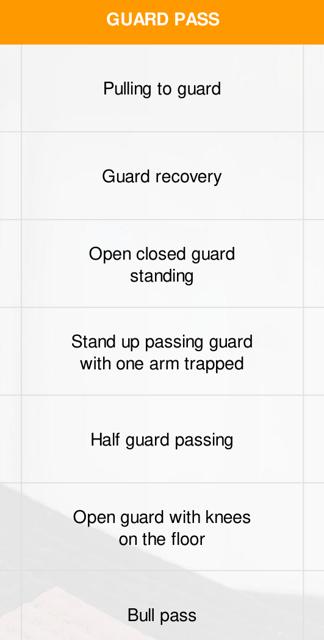 GUARD PASS
Pulling to guard
Guard recovery
Open closed guard
standing
Stand up passing guard
with one arm trapped
Half guard passing
Open guard with knees
on the floor
Bull pass